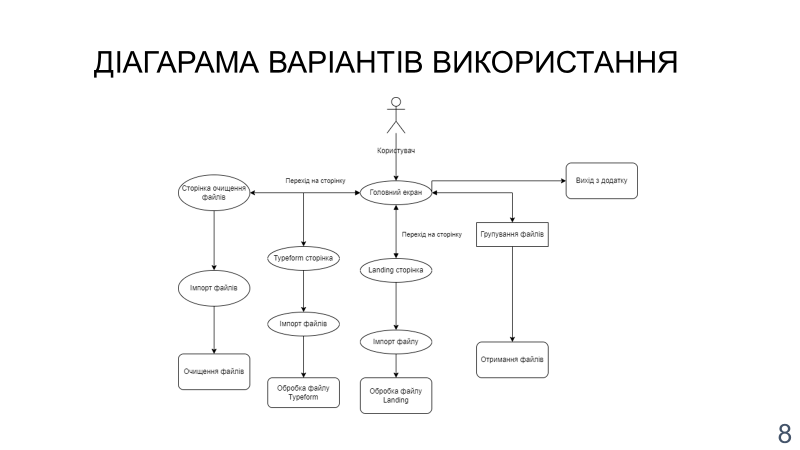 ДІАГАРАМА ВАРІАНТІВ ВИКОРИСТАННЯ
Користувач
Сторінка очищення
файлів
Перехід на сторінку
Головний екран
Вихід з додатку
Перехід на сторінку
Групування файлів
Typeform сторінка
Landing сторінка
Імпорт файлів
Імпорт файлів
Імпорт файлу
Отримання файлів
Очищення файлів
Обробка файлу
Typeform
Обробка файлу
Landing
8